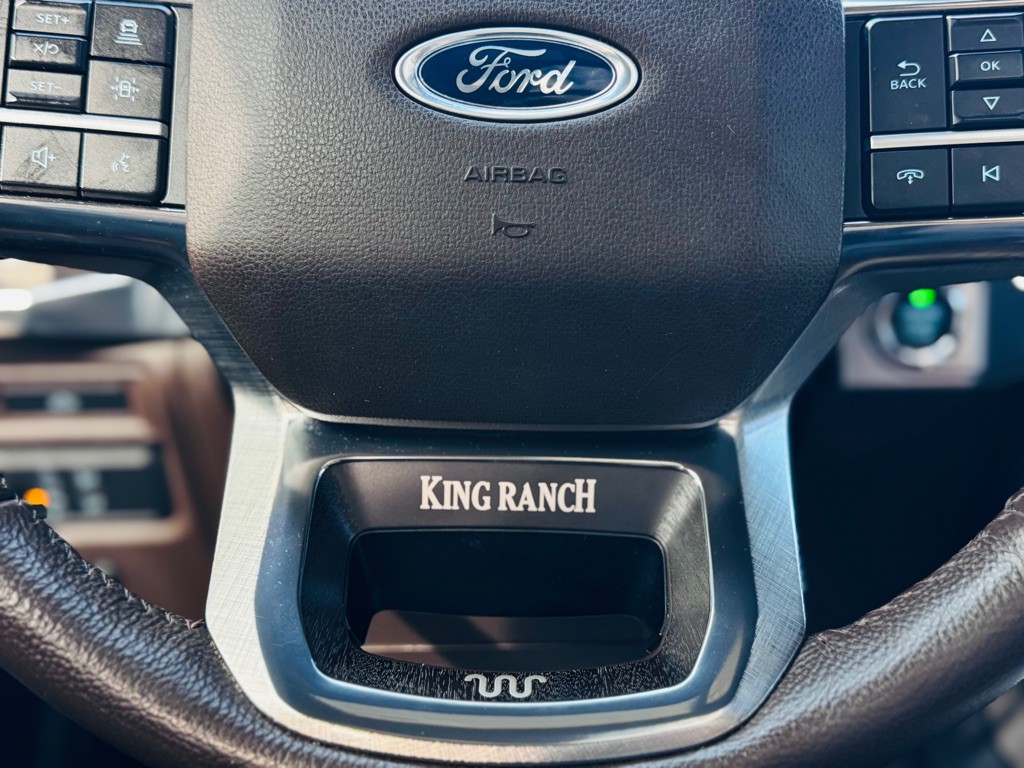 SET+
SET-
Ford
BACK
OK
AIRBAG
KING RANCH